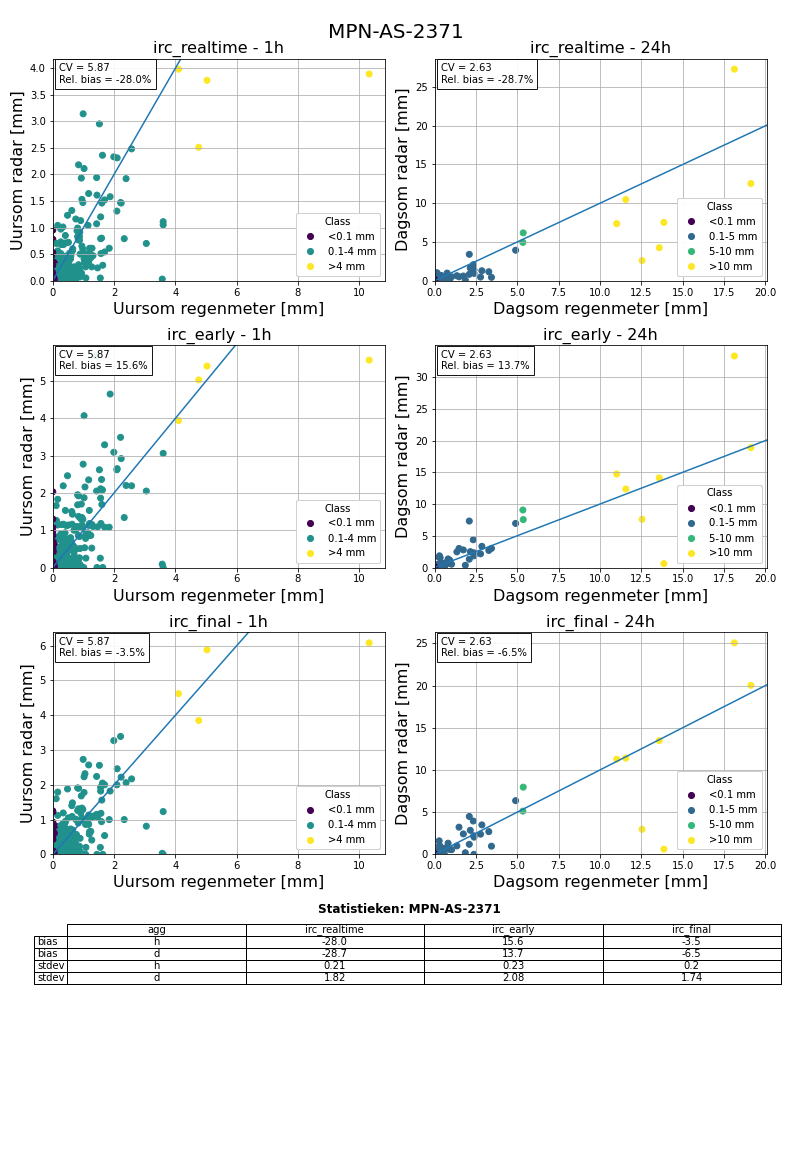 MPN-AS-2371
irc_realtime - 1h
CV = 5.87
Rel. bias = -28.0%
Uursom radar [mm]
4.0
3.5
3.0
2.5
2.0
1.5
1.0
0.5
0.0
Class
<0.1 mm
0.1-4 mm
>4 mm
0 2 4 6 8 10
Uursom regenmeter [mm]
irc_realtime - 24h
CV = 2.63
Rel. bias = -28.7%
Dagsom radar [mm]
25
20
15
10
5
0
Class
<0.1 mm
0.1-5 mm
5-10 mm
>10 mm
0.0 2.5 5.0 7.5 10.0 12.5 15.0 17.5 20.0
Dagsom regenmeter [mm]
irc_early - 1h
CV = 5.87
Rel. bias = 15.6%
Uursom radar [mm]
5
4
3
2
1
0
Class
<0.1 mm
0.1-4 mm
>4 mm
0 2 4 6 8 10
Uursom regenmeter [mm]
irc_early - 24h
CV = 2.63
Rel. bias = 13.7%
Dagsom radar [mm]
30
25
20
15
10
5
0
Class
<0.1 mm
0.1-5 mm
5-10 mm
>10 mm
0.0 2.5 5.0 7.5 10.0 12.5 15.0 17.5 20.0
Dagsom regenmeter [mm]
irc_final - 1h
CV = 5.87
Rel. bias = -3.5%
Uursom radar [mm]
6
5
4
3
2
1
0
Class
<0.1 mm
0.1-4 mm
>4 mm
0 2 4 6 8 10
Uursom regenmeter [mm]
irc_final - 24h
CV = 2.63
Rel. bias = -6.5%
Dagsom radar [mm]
25
20
15
10
5
0
Class
<0.1 mm
0.1-5 mm
5-10 mm
>10 mm
0.0 2.5 5.0 7.5 10.0 12.5 15.0 17.5 20.0
Dagsom regenmeter [mm]
Statistieken: MPN-AS-2371
agg irc_realtime irc_early irc_final
bias h -28.0 15.6 -3.5
bias d -28.7 13.7 -6.5
stdev h 0.21 0.23 0.2
stdev d 1.82 2.08 1.74